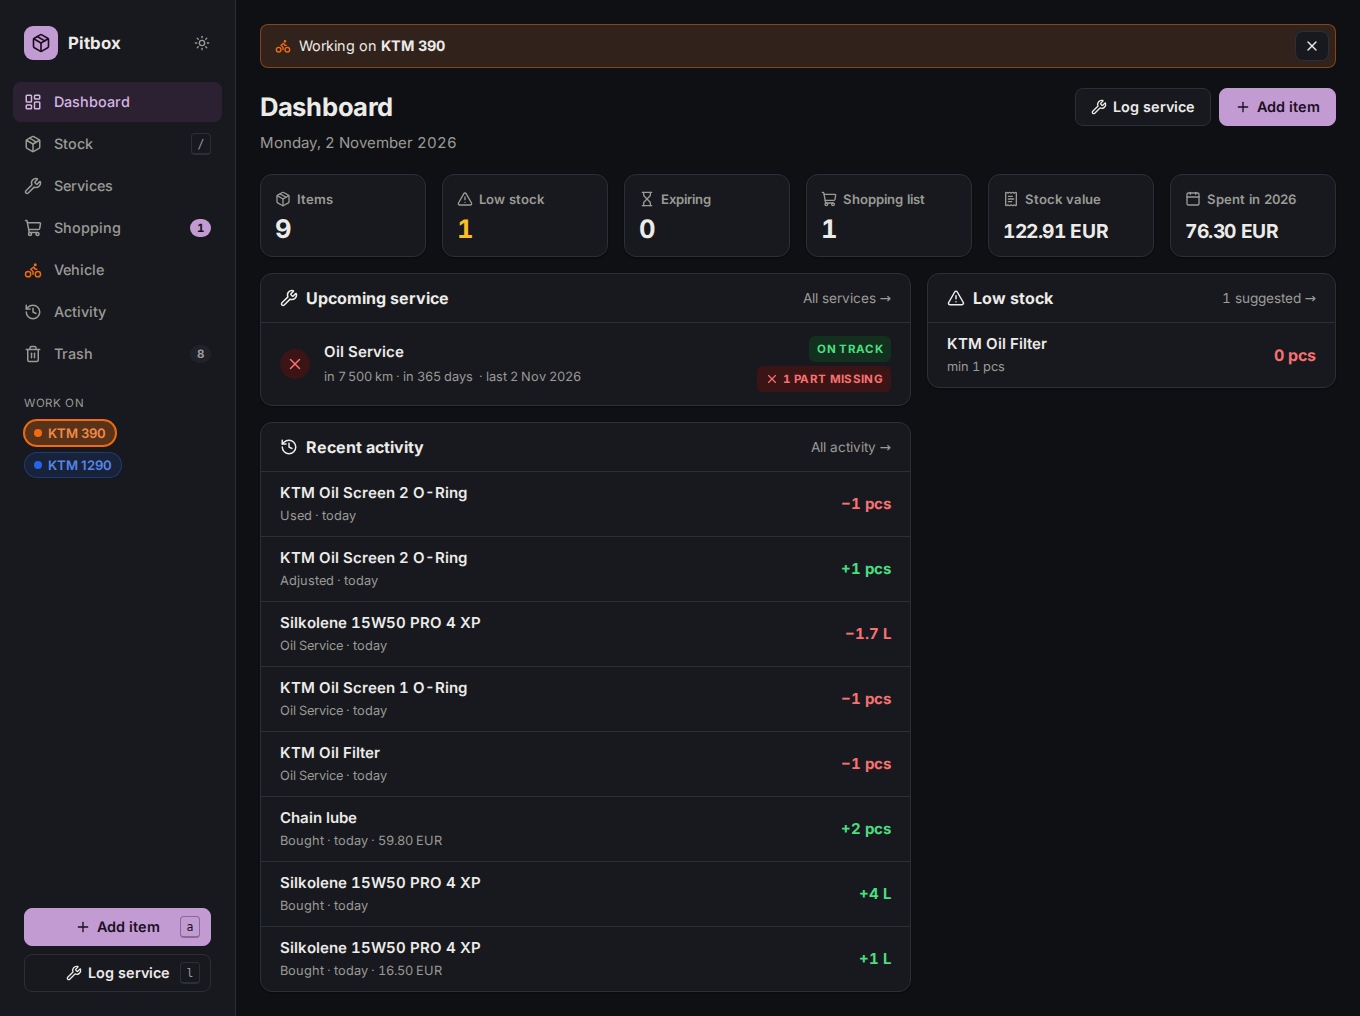 Pitbox
Dashboard
Stock /
Services
Shopping 1
Vehicle
Activity
Trash 8
WORK ON
KTM 390
KTM 1290
Add item a
Log service l
Working on KTM 390
Dashboard
Log service
Add item
Monday, 2 November 2026
Items
9
Low stock
1
Expiring
0
Shopping list
1
Stock value
122.91 EUR
Spent in 2026
76.30 EUR
Upcoming service
All services →
Oil Service
in 7 500 km · in 365 days · last 2 Nov 2026
ON TRACK
1 PART MISSING
Low stock
1 suggested →
KTM Oil Filter
min 1 pcs
0 pcs
Recent activity
All activity →
KTM Oil Screen 2 O-Ring
Used · today
−1 pcs
KTM Oil Screen 2 O-Ring
Adjusted · today
+1 pcs
Silkolene 15W50 PRO 4 XP
Oil Service · today
−1.7 L
KTM Oil Screen 1 O-Ring
Oil Service · today
−1 pcs
KTM Oil Filter
Oil Service · today
−1 pcs
Chain lube
Bought · today · 59.80 EUR
+2 pcs
Silkolene 15W50 PRO 4 XP
Bought · today
+4 L
Silkolene 15W50 PRO 4 XP
Bought · today · 16.50 EUR
+1 L